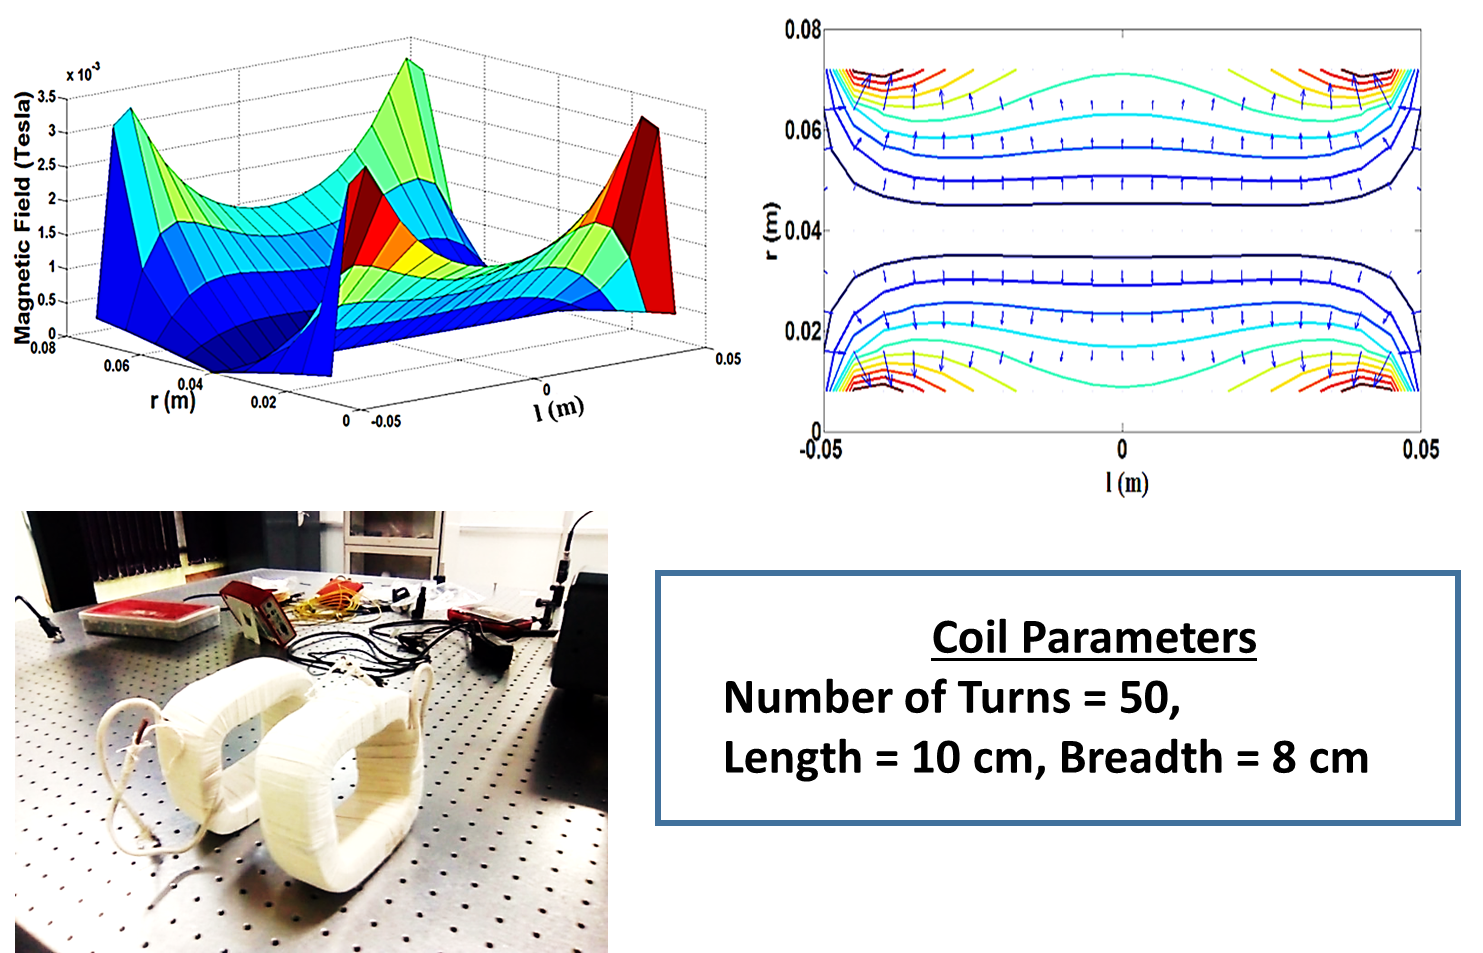 x 10⁻³
3.5
3
2.5
2
1.5
1
0.5
0
Magnetic Field (Tesla)
0.08
0.06
0.04
0.02
0
r (m)
-0.05
0
0.05
l (m)
0.08
0.06
0.04
0.02
0
r (m)
-0.05
0
0.05
l (m)
Coil Parameters
Number of Turns = 50,
Length = 10 cm, Breadth = 8 cm